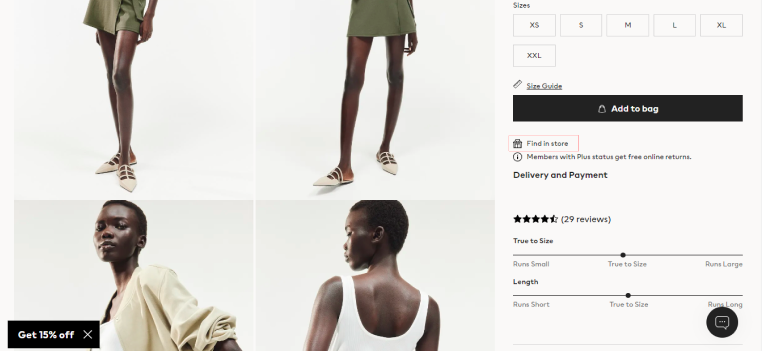 Sizes
XS
S
M
L
XL
XXL
Size Guide
Add to bag
Find in store
Members with Plus status get free online returns.
Delivery and Payment
(29 reviews)
True to Size
Runs Small
True to Size
Runs Large
Length
Runs Short
True to Size
Runs Long
Get 15% off